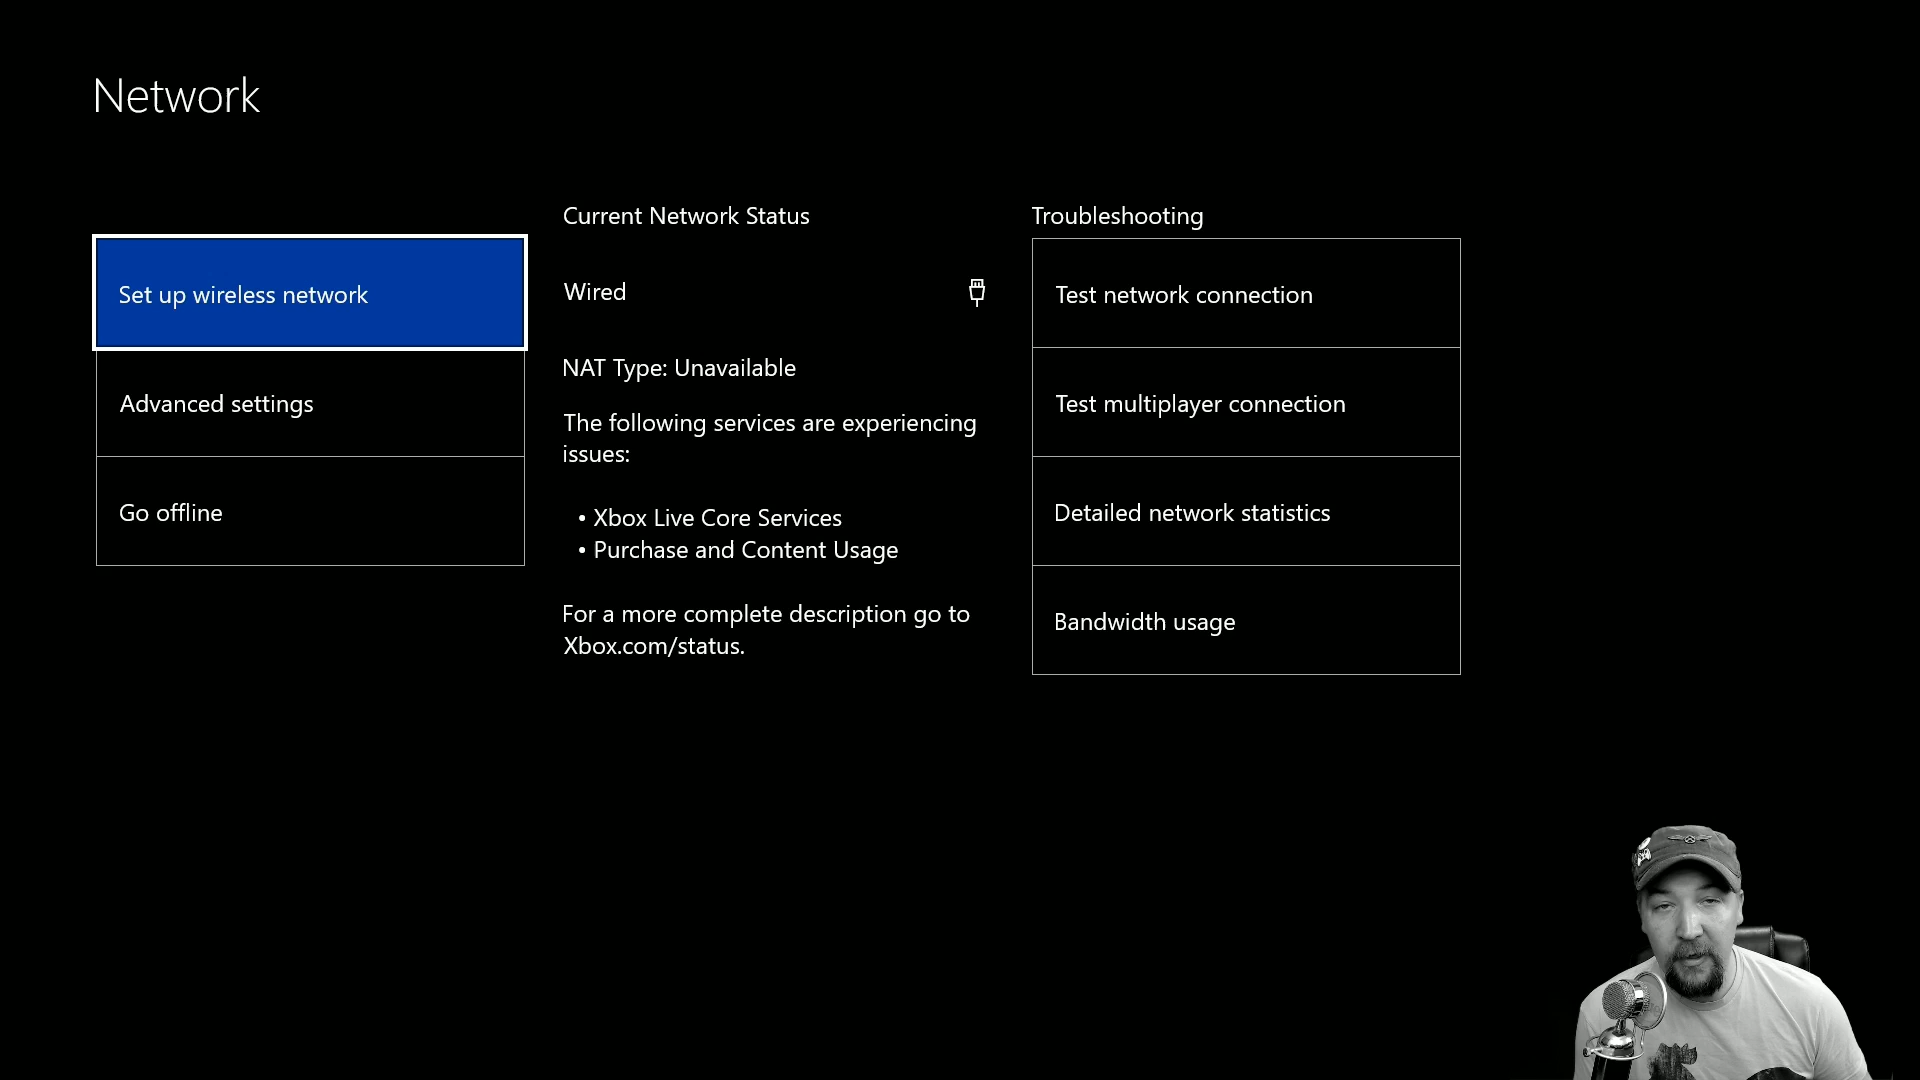 Network
Set up wireless network
Advanced settings
Go offline
Current Network Status
Wired
NAT Type: Unavailable
The following services are experiencing
issues:
• Xbox Live Core Services
• Purchase and Content Usage
For a more complete description go to
Xbox.com/status.
Troubleshooting
Test network connection
Test multiplayer connection
Detailed network statistics
Bandwidth usage